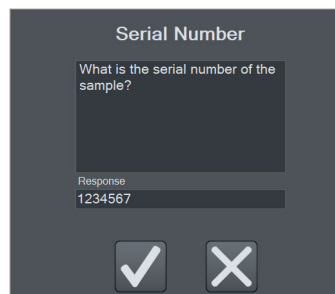 Serial Number
What is the serial number of the
sample?
Response
1234567